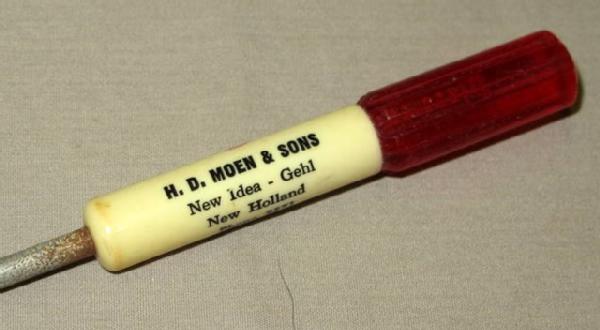 H. D. MOEN & SONS
New Idea - Gehl
New Holland